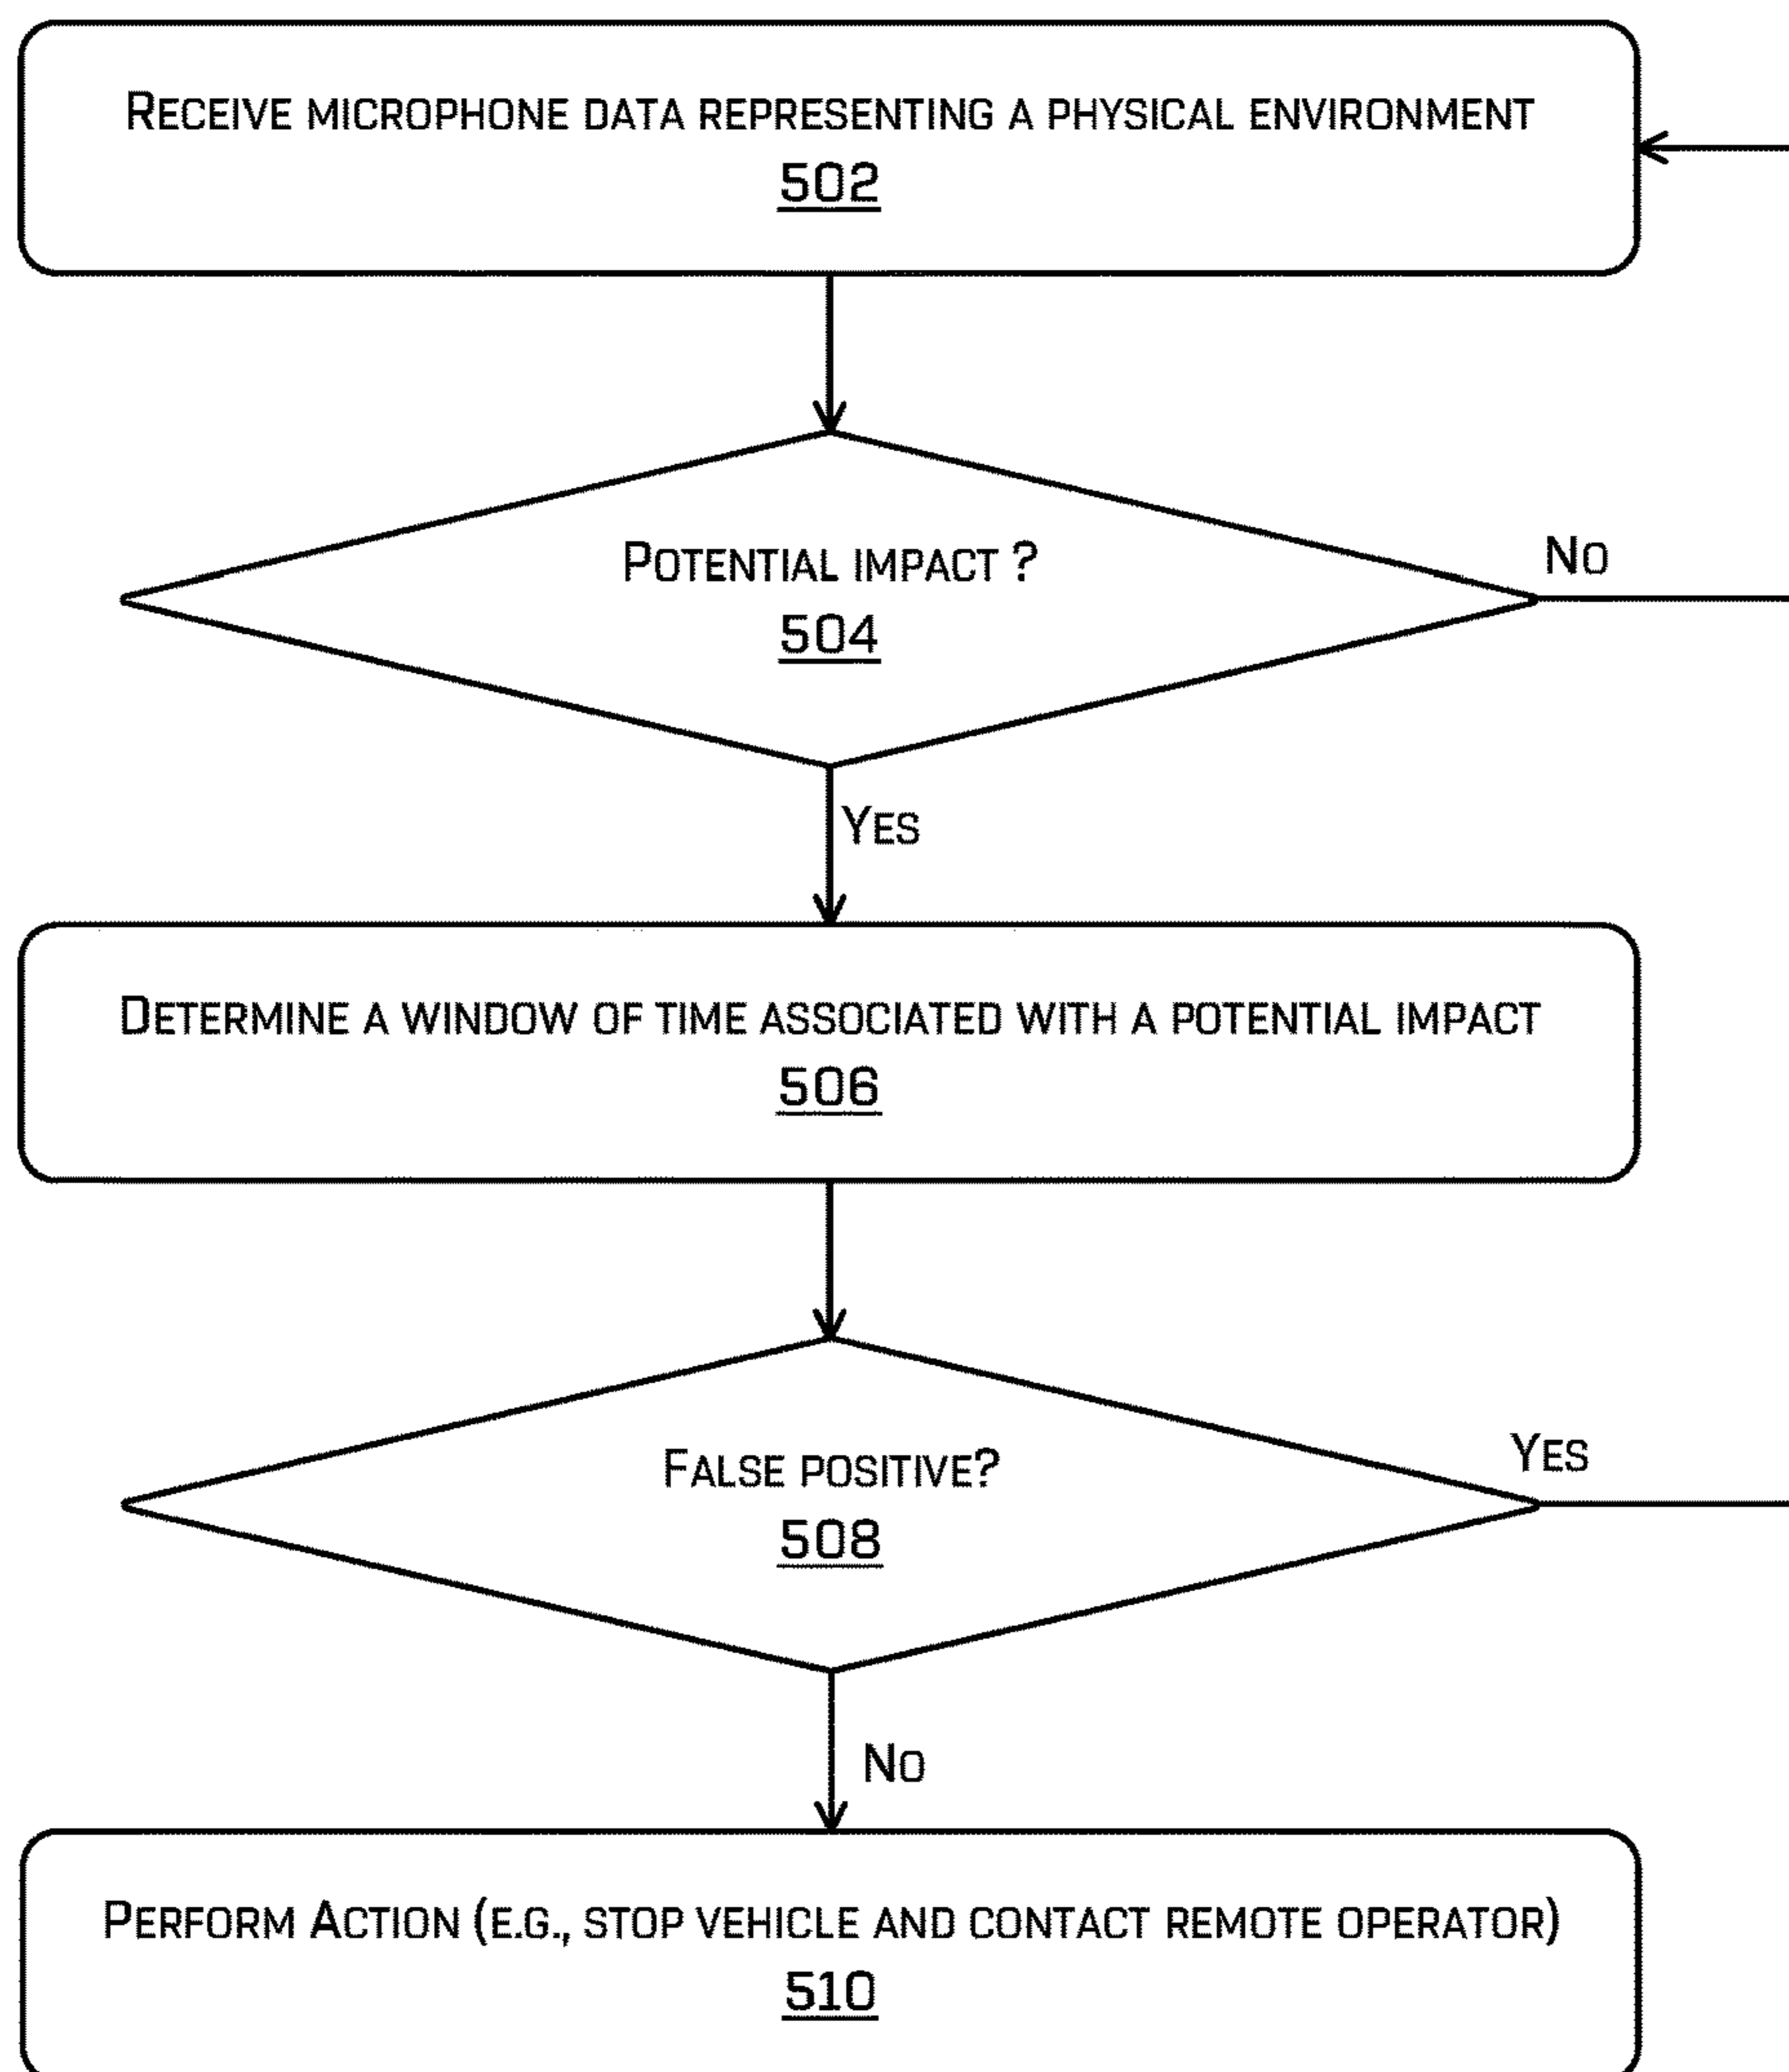 Receive microphone data representing a physical environment
502
Potential impact ?
504
No
Yes
Determine a window of time associated with a potential impact
506
False positive?
508
Yes
No
Perform Action (e.g., stop vehicle and contact remote operator)
510